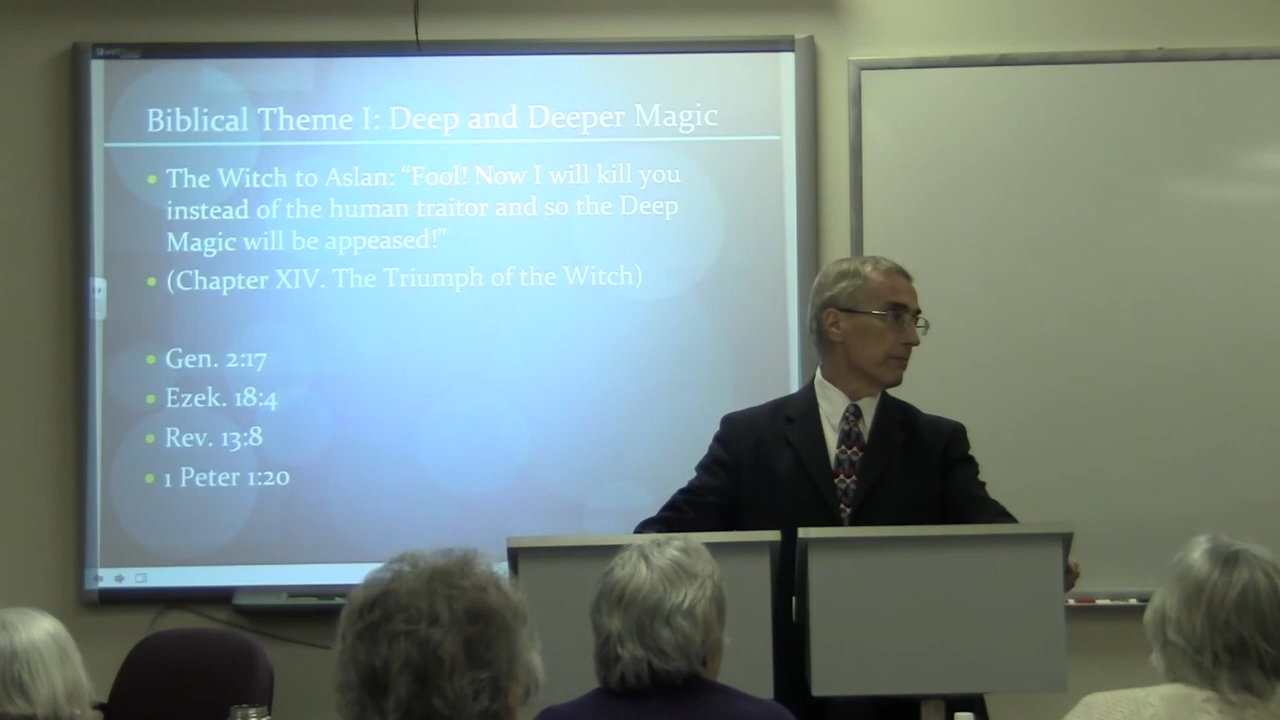 Biblical Theme I: Deep and Deeper Magic
The Witch to Aslan: “Fool! Now I will kill you
instead of the human traitor and so the Deep
Magic will be appeased!”
(Chapter XIV. The Triumph of the Witch)
Gen. 2:17
Ezek. 18:4
Rev. 13:8
1 Peter 1:20